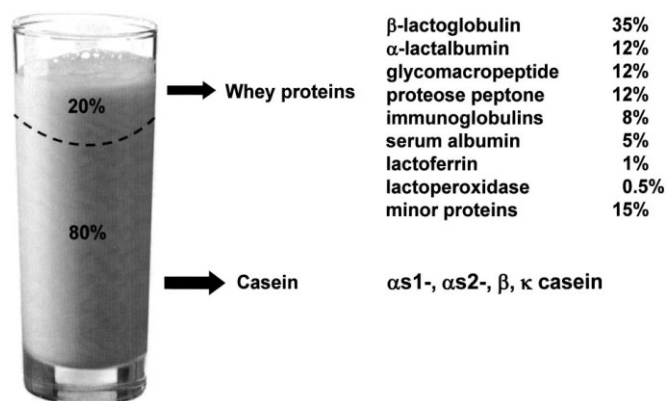 β-lactoglobulin 35%
α-lactalbumin 12%
glycomacropeptide 12%
proteose peptone 12%
immunoglobulins 8%
serum albumin 5%
lactoferrin 1%
lactoperoxidase 0.5%
minor proteins 15%
20%
Whey proteins
80%
Casein
αs1-, αs2-, β, κ casein